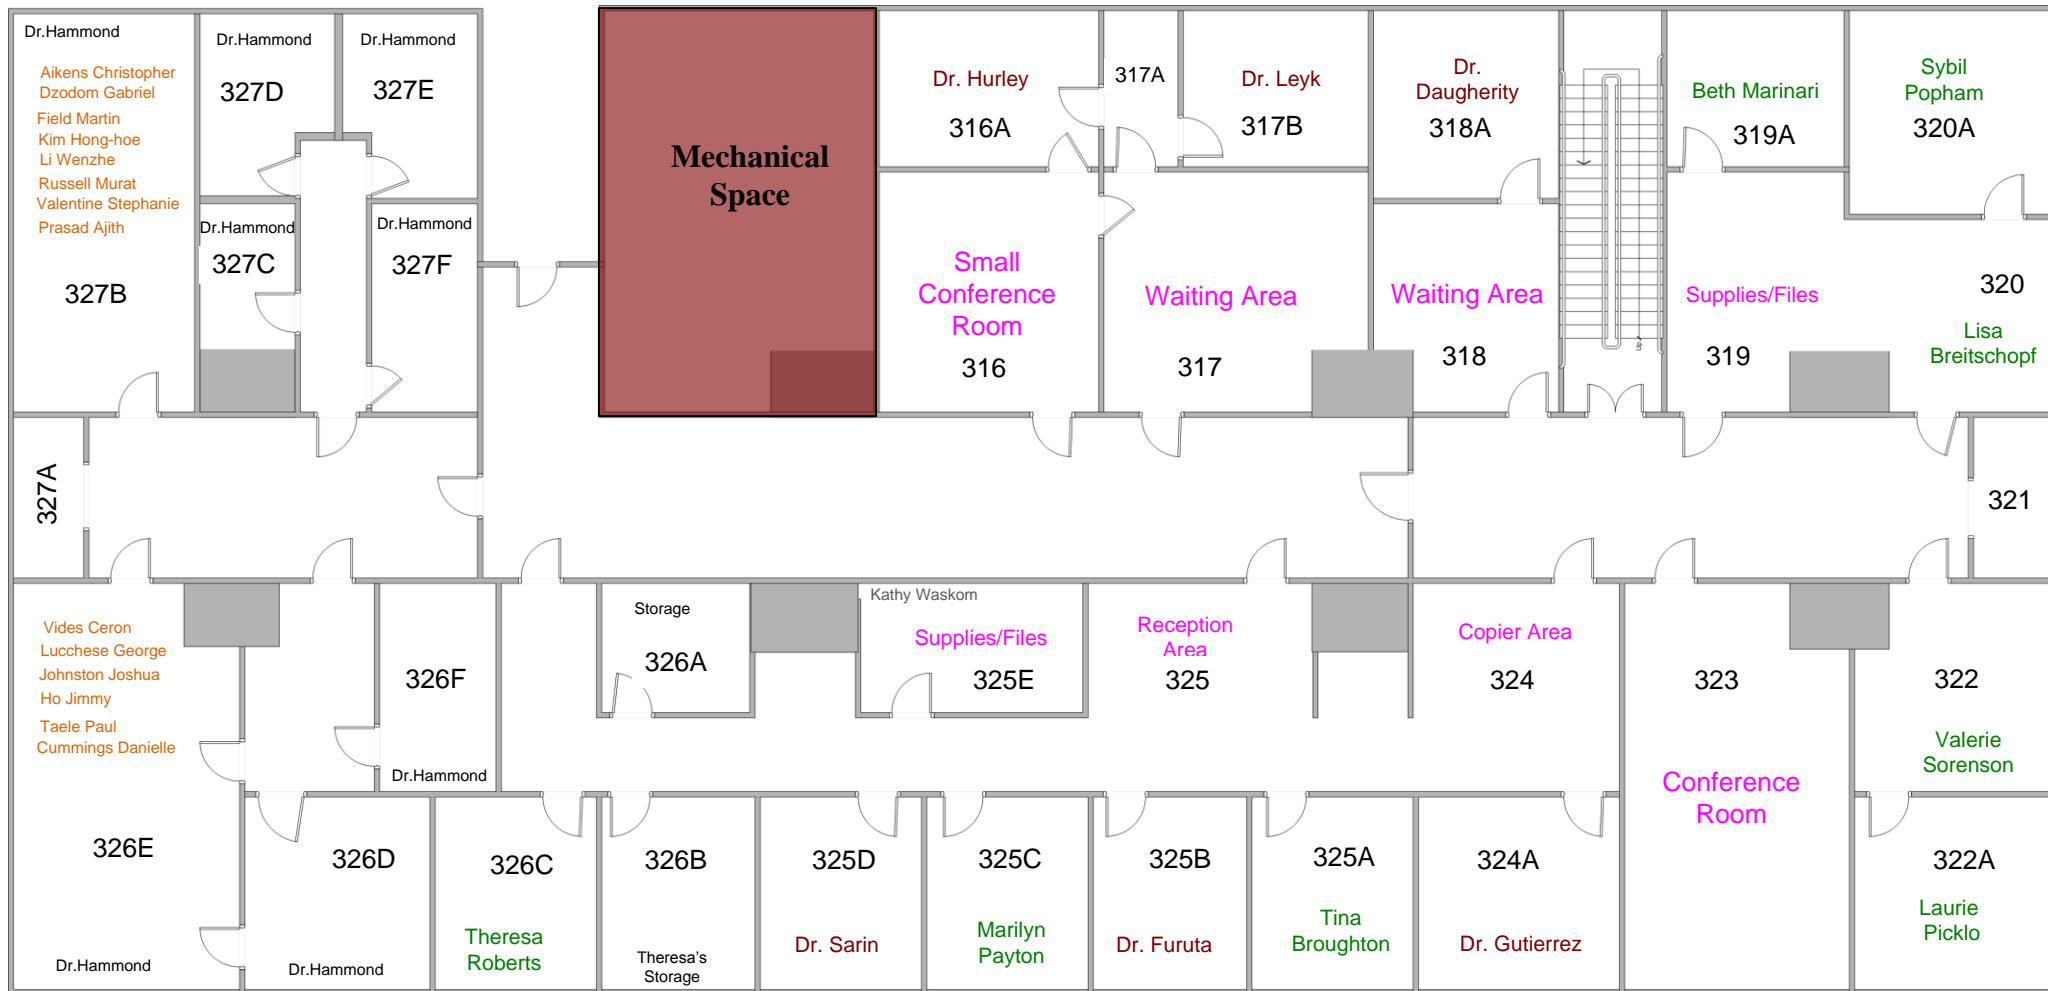 Dr.Hammond
Aikens Christopher
Dzodom Gabriel
Field Martin
Kim Hong-hoe
Li Wenzhe
Russell Murat
Valentine Stephanie
Prasad Ajith
327B
Dr.Hammond
327D
Dr.Hammond
327E
Dr.Hammond
327C
Dr.Hammond
327F
Mechanical
Space
Dr. Hurley
316A
317A
Dr. Leyk
317B
Dr.
Daugherity
318A
Beth Marinari
319A
Sybil
Popham
320A
Small
Conference
Room
316
Waiting Area
317
Waiting Area
318
Up
Supplies/Files
319
320
Lisa
Breitschopf
327A
321
Vides Ceron
Lucchese George
Johnston Joshua
Ho Jimmy
Taele Paul
Cummings Danielle
326E
Dr.Hammond
326F
Dr.Hammond
Storage
326A
Kathy Waskom
Supplies/Files
325E
Reception
Area
325
Copier Area
324
323
Conference
Room
322
Valerie
Sorenson
326D
Dr.Hammond
326C
Theresa
Roberts
326B
Theresa's
Storage
325D
Dr. Sarin
325C
Marilyn
Payton
325B
Dr. Furuta
325A
Tina
Broughton
324A
Dr. Gutierrez
322A
Laurie
Picklo